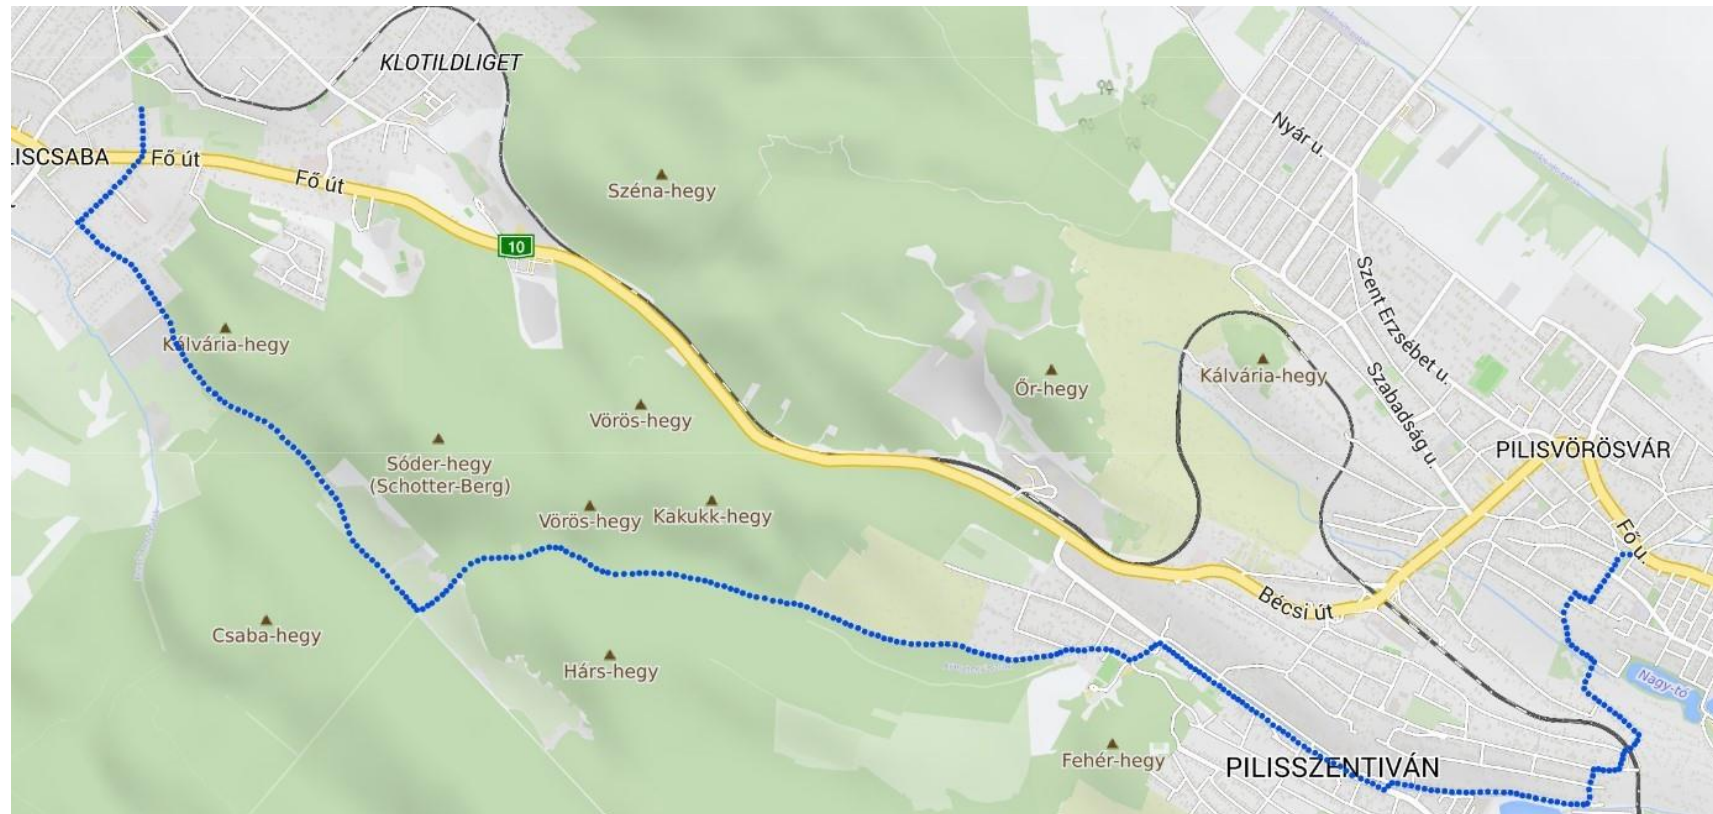 KLOTILDLIGET
LISCSABA
Fő út
Fő út
10
Széna-hegy
Nyár u.
Szent Erzsébet u.
Szabadság u.
Kálvária-hegy
Kálvária-hegy
Őr-hegy
Vörös-hegy
Sóder-hegy
(Schotter-Berg)
Vörös-hegy
Kakukk-hegy
PILISVÖRÖSVÁR
Fő u.
Bécsi út
Csaba-hegy
Hárs-hegy
Nagy-tó
Fehér-hegy
PILISSZENTIVÁN